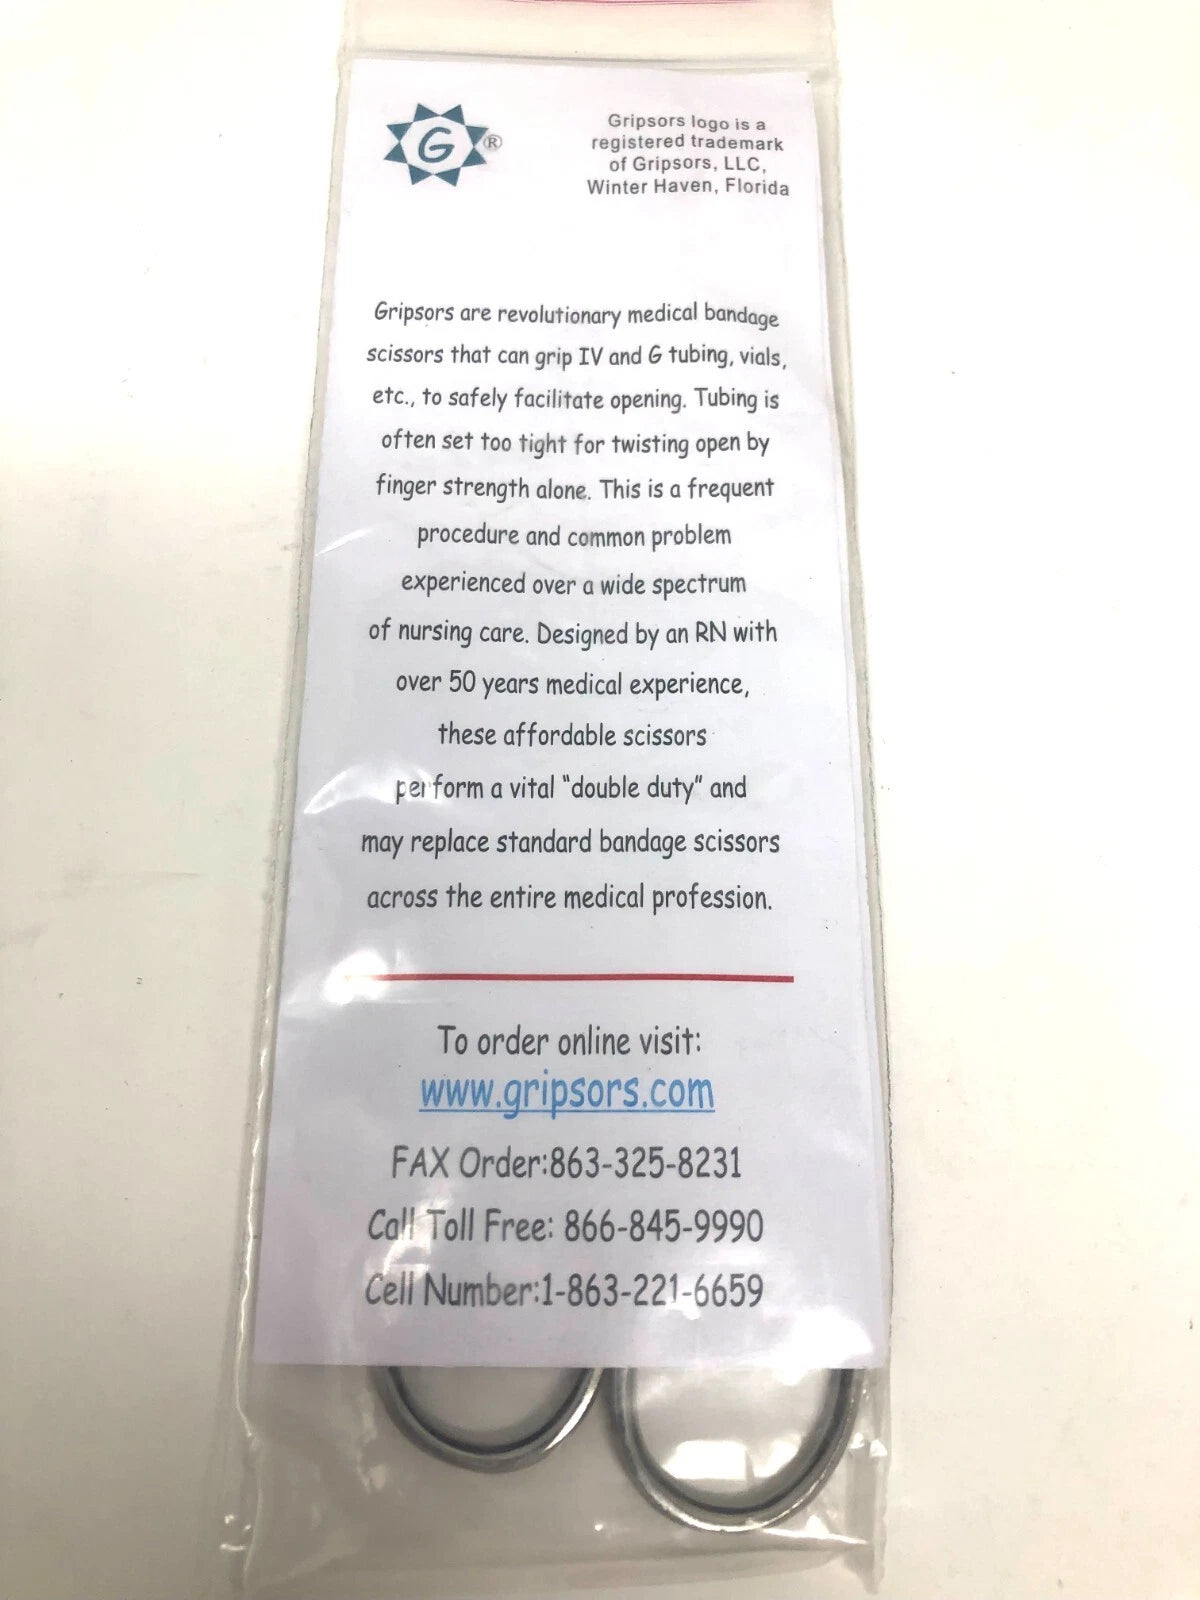 G®
Gripsors logo is a
registered trademark
of Gripsors, LLC,
Winter Haven, Florida
Gripsors are revolutionary medical bandage
scissors that can grip IV and G tubing, vials,
etc., to safely facilitate opening. Tubing is
often set too tight for twisting open by
finger strength alone. This is a frequent
procedure and common problem
experienced over a wide spectrum
of nursing care. Designed by an RN with
over 50 years medical experience,
these affordable scissors
perform a vital “double duty” and
may replace standard bandage scissors
across the entire medical profession.
To order online visit:
www.gripsors.com
FAX Order:863-325-8231
Call Toll Free: 866-845-9990
Cell Number:1-863-221-6659